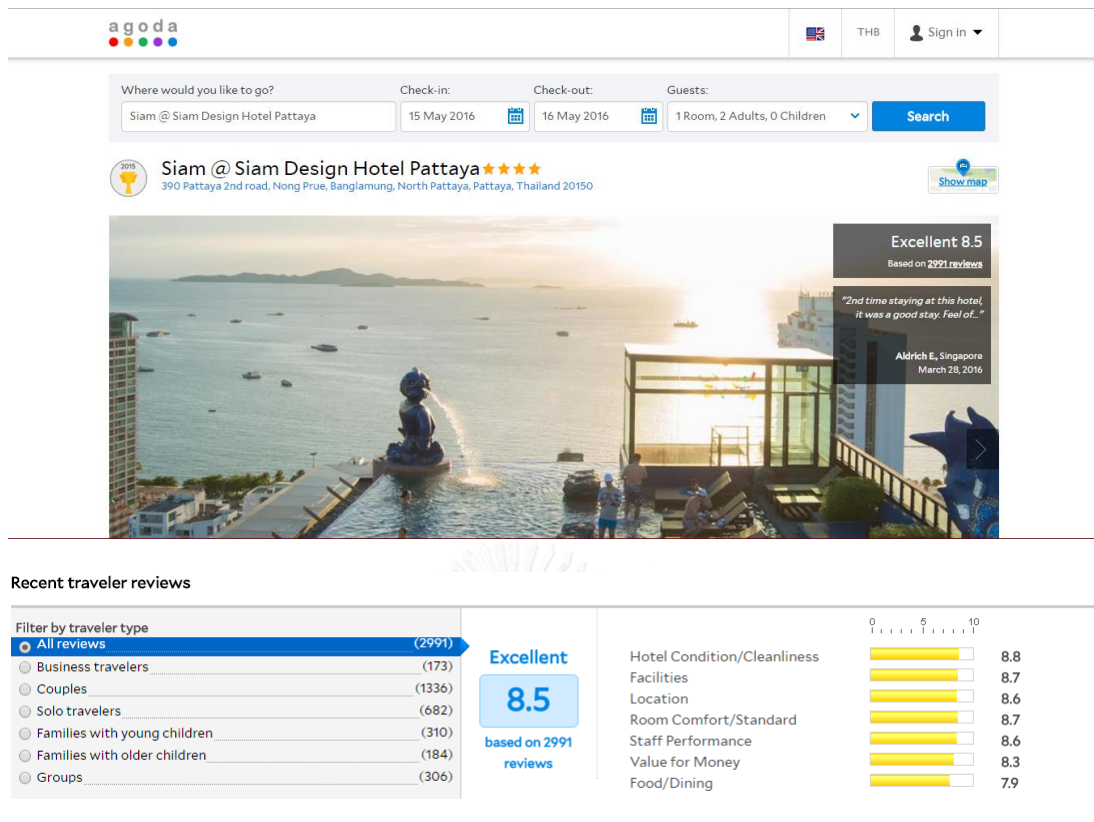 agoda
THB
Sign in
Where would you like to go?
Check-in:
Check-out:
Guests:
Siam @ Siam Design Hotel Pattaya
15 May 2016
16 May 2016
1 Room, 2 Adults, 0 Children
Search
2015
Siam @ Siam Design Hotel Pattaya
390 Pattaya 2nd road, Nong Prue, Banglamung, North Pattaya, Pattaya, Thailand 20150
Show map
Excellent 8.5
Based on 2991 reviews
"2nd time staying at this hotel,
it was a good stay. Feel of..."
Aldrich E., Singapore
March 28, 2016
Recent traveler reviews
Filter by traveler type
All reviews (2991)
Business travelers (173)
Couples (1336)
Solo travelers (682)
Families with young children (310)
Families with older children (184)
Groups (306)
Excellent
8.5
based on 2991
reviews
0 5 10
Hotel Condition/Cleanliness 8.8
Facilities 8.7
Location 8.6
Room Comfort/Standard 8.7
Staff Performance 8.6
Value for Money 8.3
Food/Dining 7.9